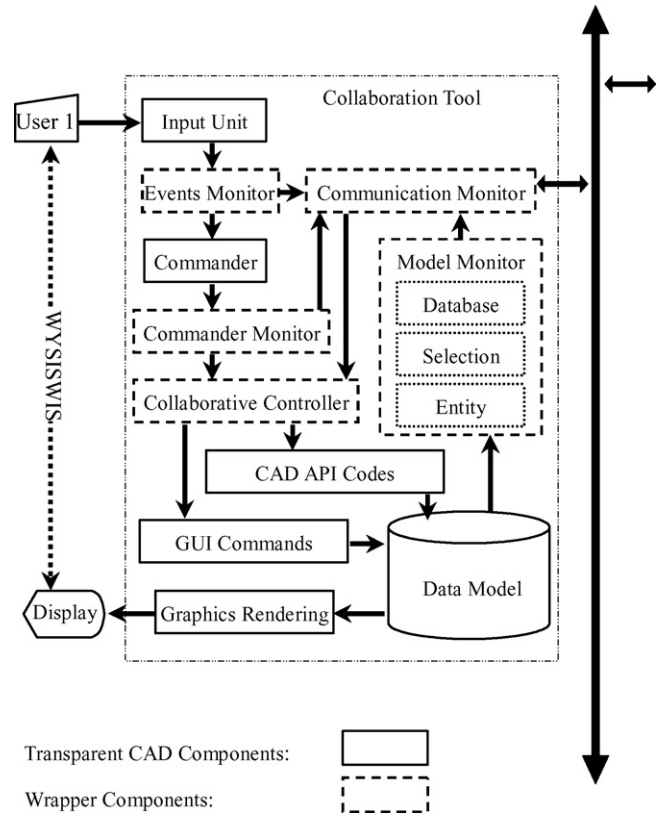 Collaboration Tool
User 1
Input Unit
Events Monitor
Communication Monitor
Commander
Model Monitor
Database
Commander Monitor
Selection
Collaborative Controller
Entity
WYSISWIS
CAD API Codes
GUI Commands
Data Model
Display
Graphics Rendering
Transparent CAD Components:
Wrapper Components: